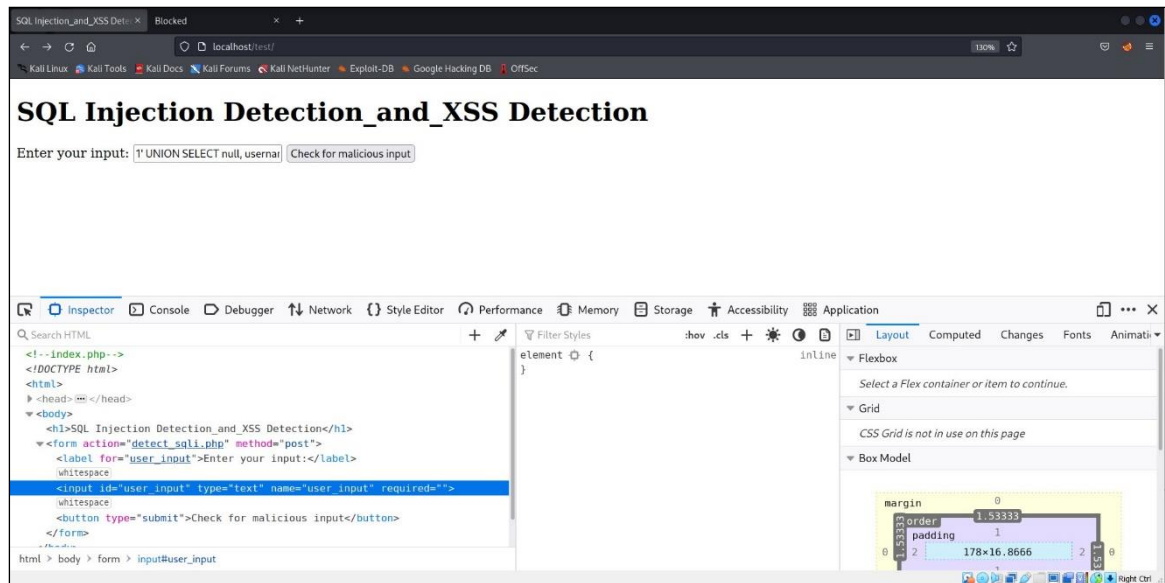 SQL Injection_and_XSS Dete
Blocked
localhost/test/
130%
Kali Linux Kali Tools Kali Docs Kali Forums Kali NetHunter Exploit-DB Google Hacking DB OffSec
SQL Injection Detection_and_XSS Detection
Enter your input: 1' UNION SELECT null, usernar Check for malicious input
Inspector Console Debugger Network {} Style Editor Performance Memory Storage Accessibility Application
Search HTML
Filter Styles :hov .cls
Layout Computed Changes Fonts Animati
<!--index.php-->
<!DOCTYPE html>
<html>
<head> ... </head>
<body>
<h1>SQL Injection Detection_and_XSS Detection</h1>
<form action="detect_sqli.php" method="post">
<label for="user_input">Enter your input:</label>
whitespace
<input id="user_input" type="text" name="user_input" required="">
whitespace
<button type="submit">Check for malicious input</button>
</form>
html > body > form > input#user_input
element { inline
}
Flexbox
Select a Flex container or item to continue.
Grid
CSS Grid is not in use on this page
Box Model
margin 0
order 1.53333
padding 1
0 1.53333 2 178×16.8666 2 1.5 0
Right Ctrl